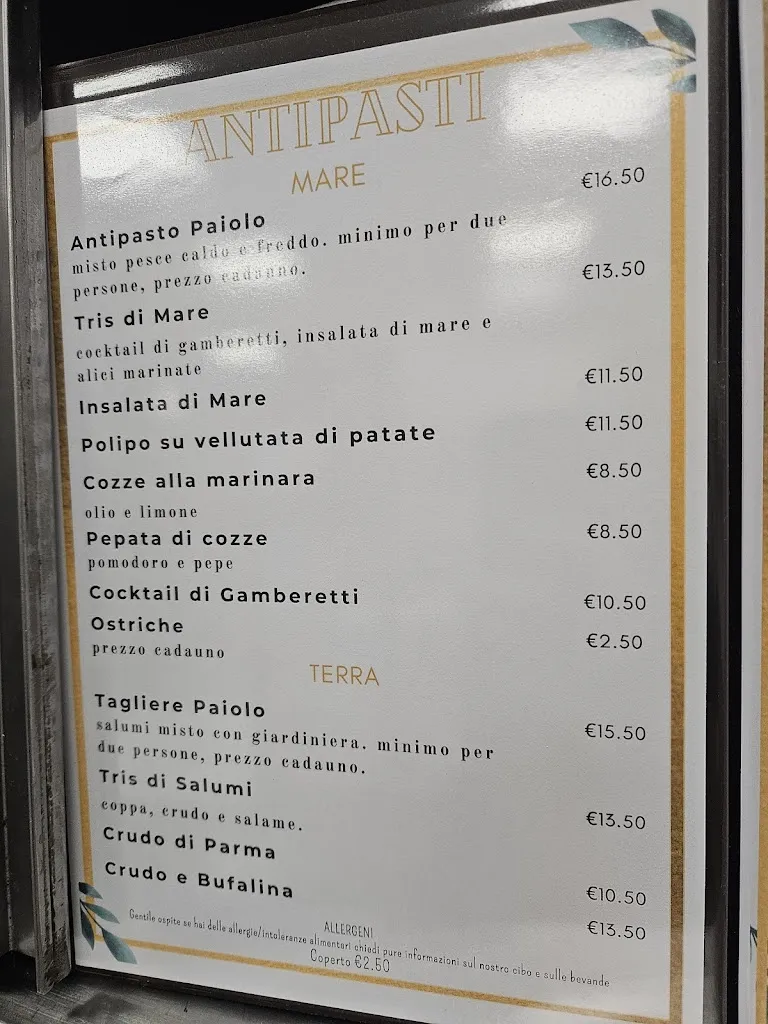 ANTIPASTI
MARE
Antipasto Paiolo €16.50
misto pesce caldo e freddo. minimo per due
persone, prezzo cadauno.
Tris di Mare €13.50
cocktail di gamberetti, insalata di mare e
alici marinate
Insalata di Mare €11.50
Polipo su vellutata di patate €11.50
Cozze alla marinara €8.50
olio e limone
Pepata di cozze €8.50
pomodoro e pepe
Cocktail di Gamberetti €10.50
Ostriche €2.50
prezzo cadauno
TERRA
Tagliere Paiolo €15.50
salumi misto con giardiniera. minimo per
due persone, prezzo cadauno.
Tris di Salumi €13.50
coppa, crudo e salame.
Crudo di Parma €10.50
Crudo e Bufalina €13.50
ALLERGENI
Gentile ospite se hai delle allergie/intoleranze alimentari chiedi pure informazioni sul nostro cibo e sulle bevande
Coperto €2.50